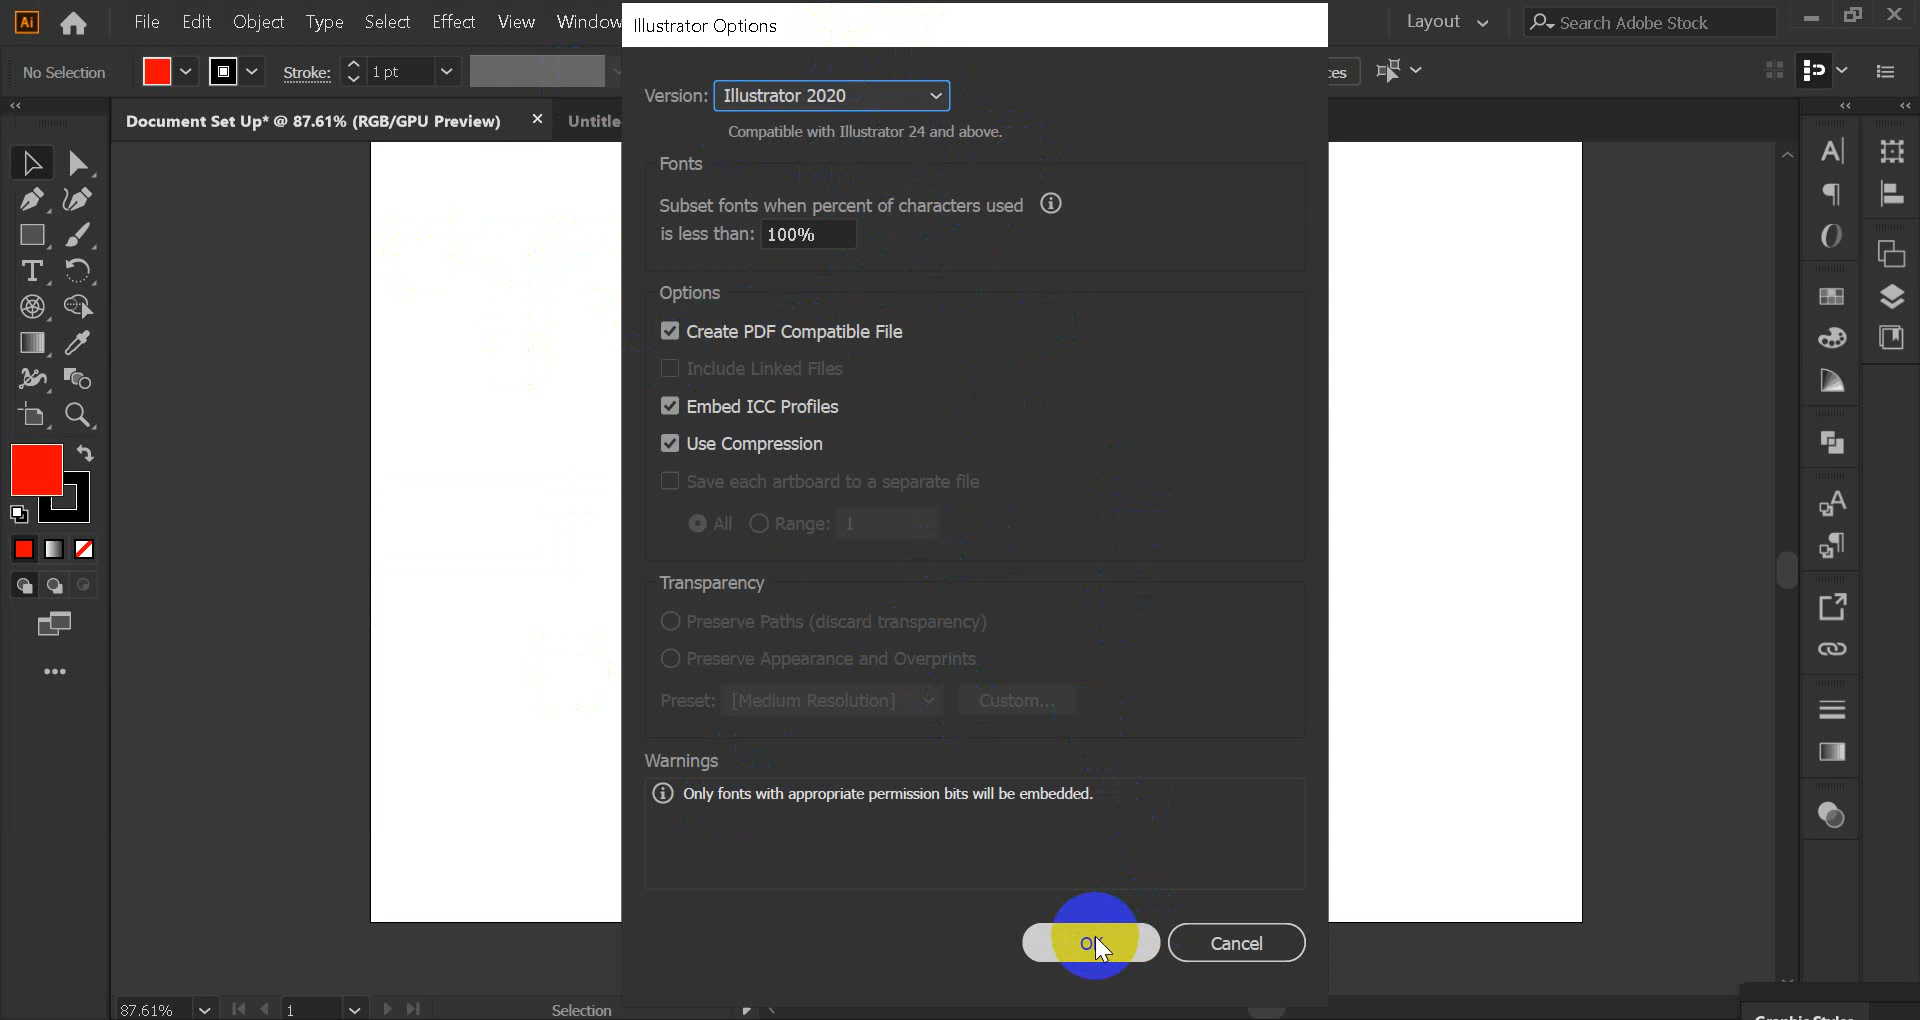 Ai File Edit Object Type Select Effect View Window
Illustrator Options
Layout
Search Adobe Stock
No Selection
Stroke:
1 pt
Document Set Up* @ 87.61% (RGB/GPU Preview)
Version: Illustrator 2020
Compatible with Illustrator 24 and above.
Fonts
Subset fonts when percent of characters used
is less than: 100%
Options
Create PDF Compatible File
Include Linked Files
Embed ICC Profiles
Use Compression
Save each artboard to a separate file
All Range: 1
Transparency
Preserve Paths (discard transparency)
Preserve Appearance and Overprints
Preset: [Medium Resolution] Custom...
Warnings
Only fonts with appropriate permission bits will be embedded.
OK Cancel
87.61% 1 Selection